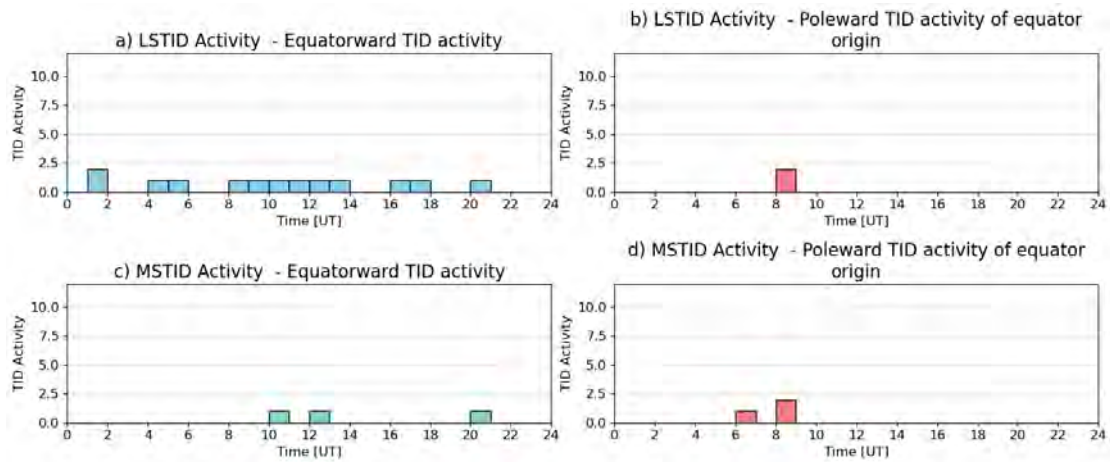 a) LSTID Activity - Equatorward TID activity
10.0
7.5
5.0
2.5
0.0
TID Activity
0 2 4 6 8 10 12 14 16 18 20 22 24
Time [UT]
b) LSTID Activity - Poleward TID activity of equator
origin
10.0
7.5
5.0
2.5
0.0
TID Activity
0 2 4 6 8 10 12 14 16 18 20 22 24
Time [UT]
c) MSTID Activity - Equatorward TID activity
10.0
7.5
5.0
2.5
0.0
TID Activity
0 2 4 6 8 10 12 14 16 18 20 22 24
Time [UT]
d) MSTID Activity - Poleward TID activity of equator
origin
10.0
7.5
5.0
2.5
0.0
TID Activity
0 2 4 6 8 10 12 14 16 18 20 22 24
Time [UT]